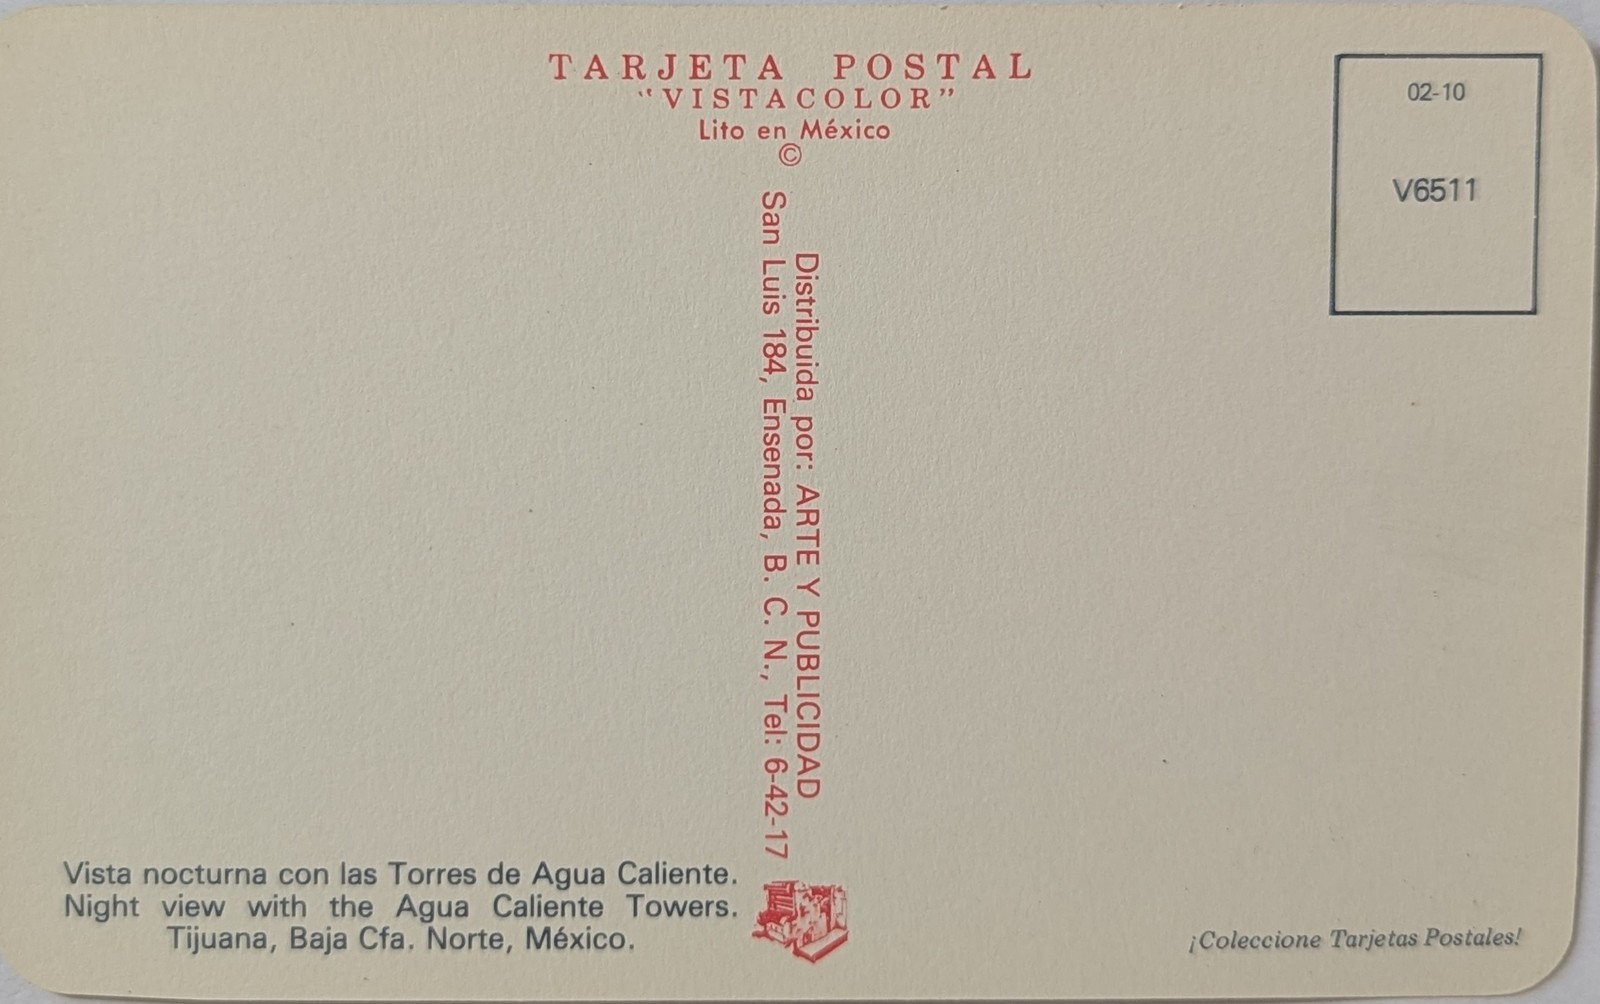 TARJETA POSTAL
“VISTACOLOR”
Lito en México
©
02-10
V6511
Distribuida por: ARTE Y PUBLICIDAD
San Luis 184, Ensenada, B. C. N., Tel: 6-42-17
Vista nocturna con las Torres de Agua Caliente.
Night view with the Agua Caliente Towers.
Tijuana, Baja Cfa. Norte, México.
¡Coleccione Tarjetas Postales!